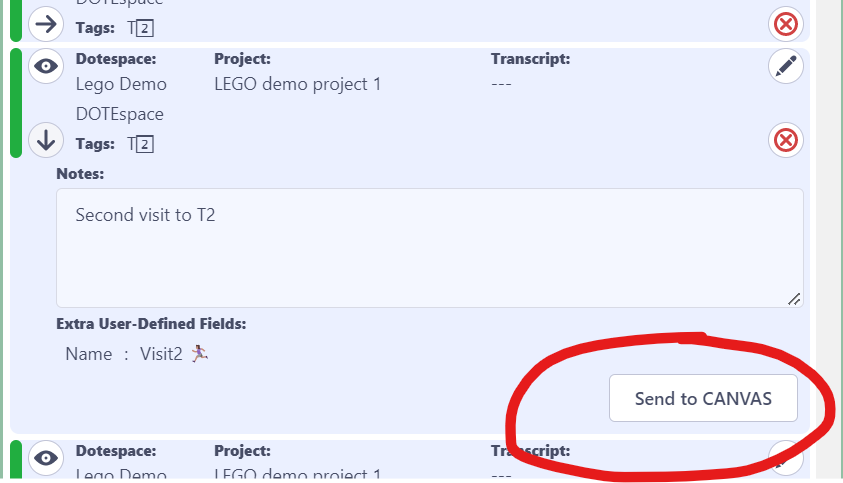 DOTEspace
Tags: T2
Dotespace: Project: Transcript:
Lego Demo LEGO demo project 1 ---
DOTEspace
Tags: T2
Notes:
Second visit to T2
Extra User-Defined Fields:
Name : Visit2
Send to CANVAS
Dotespace: Project: Transcript:
Lego Demo LEGO demo project 1 ---